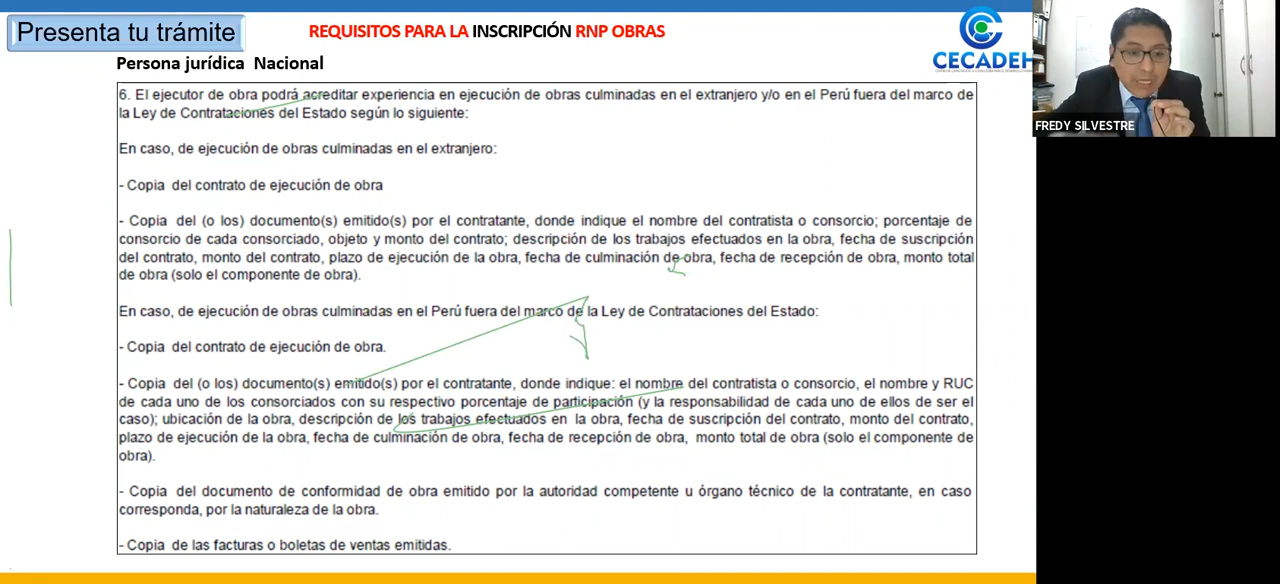 Presenta tu trámite
REQUISITOS PARA LA INSCRIPCIÓN RNP OBRAS
CECADEH
Persona jurídica Nacional
6. El ejecutor de obra podrá acreditar experiencia en ejecución de obras culminadas en el extranjero y/o en el Perú fuera del marco de
la Ley de Contrataciones del Estado según lo siguiente:
En caso, de ejecución de obras culminadas en el extranjero:
- Copia del contrato de ejecución de obra
- Copia del (o los) documento(s) emitido(s) por el contratante, donde indique el nombre del contratista o consorcio; porcentaje de
consorcio de cada consorciado, objeto y monto del contrato; descripción de los trabajos efectuados en la obra, fecha de suscripción
del contrato, monto del contrato, plazo de ejecución de la obra, fecha de culminación de obra, fecha de recepción de obra, monto total
de obra (solo el componente de obra).
En caso, de ejecución de obras culminadas en el Perú fuera del marco de la Ley de Contrataciones del Estado:
- Copia del contrato de ejecución de obra.
- Copia del (o los) documento(s) emitido(s) por el contratante, donde indique: el nombre del contratista o consorcio, el nombre y RUC
de cada uno de los consorciados con su respectivo porcentaje de participación (y la responsabilidad de cada uno de ellos de ser el
caso); ubicación de la obra, descripción de los trabajos efectuados en la obra, fecha de suscripción del contrato, monto del contrato,
plazo de ejecución de la obra, fecha de culminación de obra, fecha de recepción de obra, monto total de obra (solo el componente de
obra).
- Copia del documento de conformidad de obra emitido por la autoridad competente u órgano técnico de la contratante, en caso
corresponda, por la naturaleza de la obra.
- Copia de las facturas o boletas de ventas emitidas.
FREDY SILVESTRE